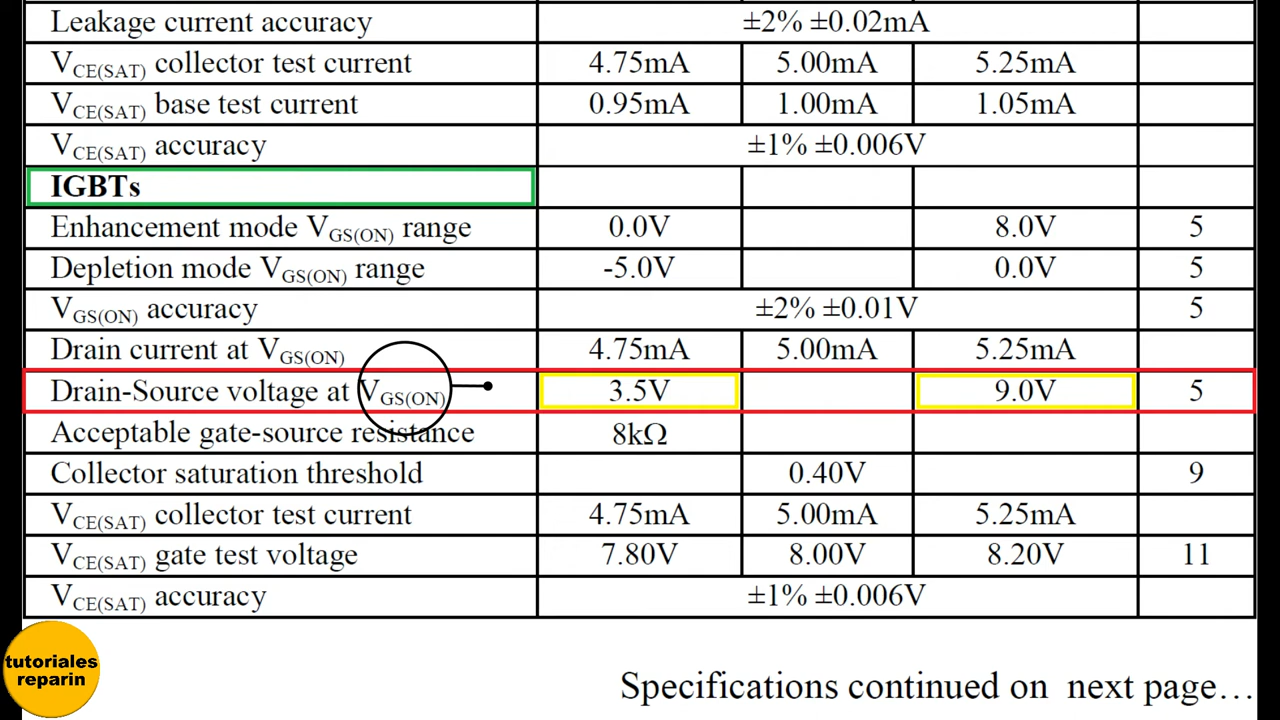 Leakage current accuracy ±2% ±0.02mA
VCE(SAT) collector test current 4.75mA 5.00mA 5.25mA
VCE(SAT) base test current 0.95mA 1.00mA 1.05mA
VCE(SAT) accuracy ±1% ±0.006V
IGBTs
Enhancement mode VGS(ON) range 0.0V 8.0V 5
Depletion mode VGS(ON) range -5.0V 0.0V 5
VGS(ON) accuracy ±2% ±0.01V 5
Drain current at VGS(ON) 4.75mA 5.00mA 5.25mA
Drain-Source voltage at VGS(ON) 3.5V 9.0V 5
Acceptable gate-source resistance 8kΩ
Collector saturation threshold 0.40V 9
VCE(SAT) collector test current 4.75mA 5.00mA 5.25mA
VCE(SAT) gate test voltage 7.80V 8.00V 8.20V 11
VCE(SAT) accuracy ±1% ±0.006V
tutoriales
reparin
Specifications continued on next page…